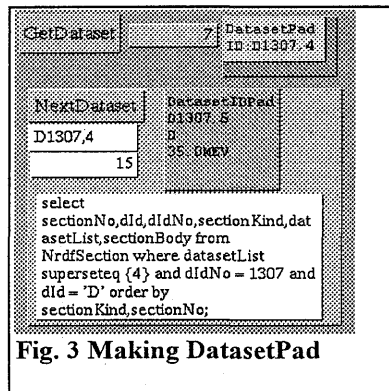 GetDataset
7
DatasetPad
ID:D1307.4
NextDataset
DatasetIDPad
D1307,4
D1307.5
D
15
35.0MEV
select
sectionNo,dId,dIdNo,sectionKind,dat
asetList,sectionBody from
NrdfSection where datasetList
superseteq {4} and dIdNo = 1307 and
dId = 'D' order by
sectionKind,sectionNo;
Fig. 3 Making DatasetPad